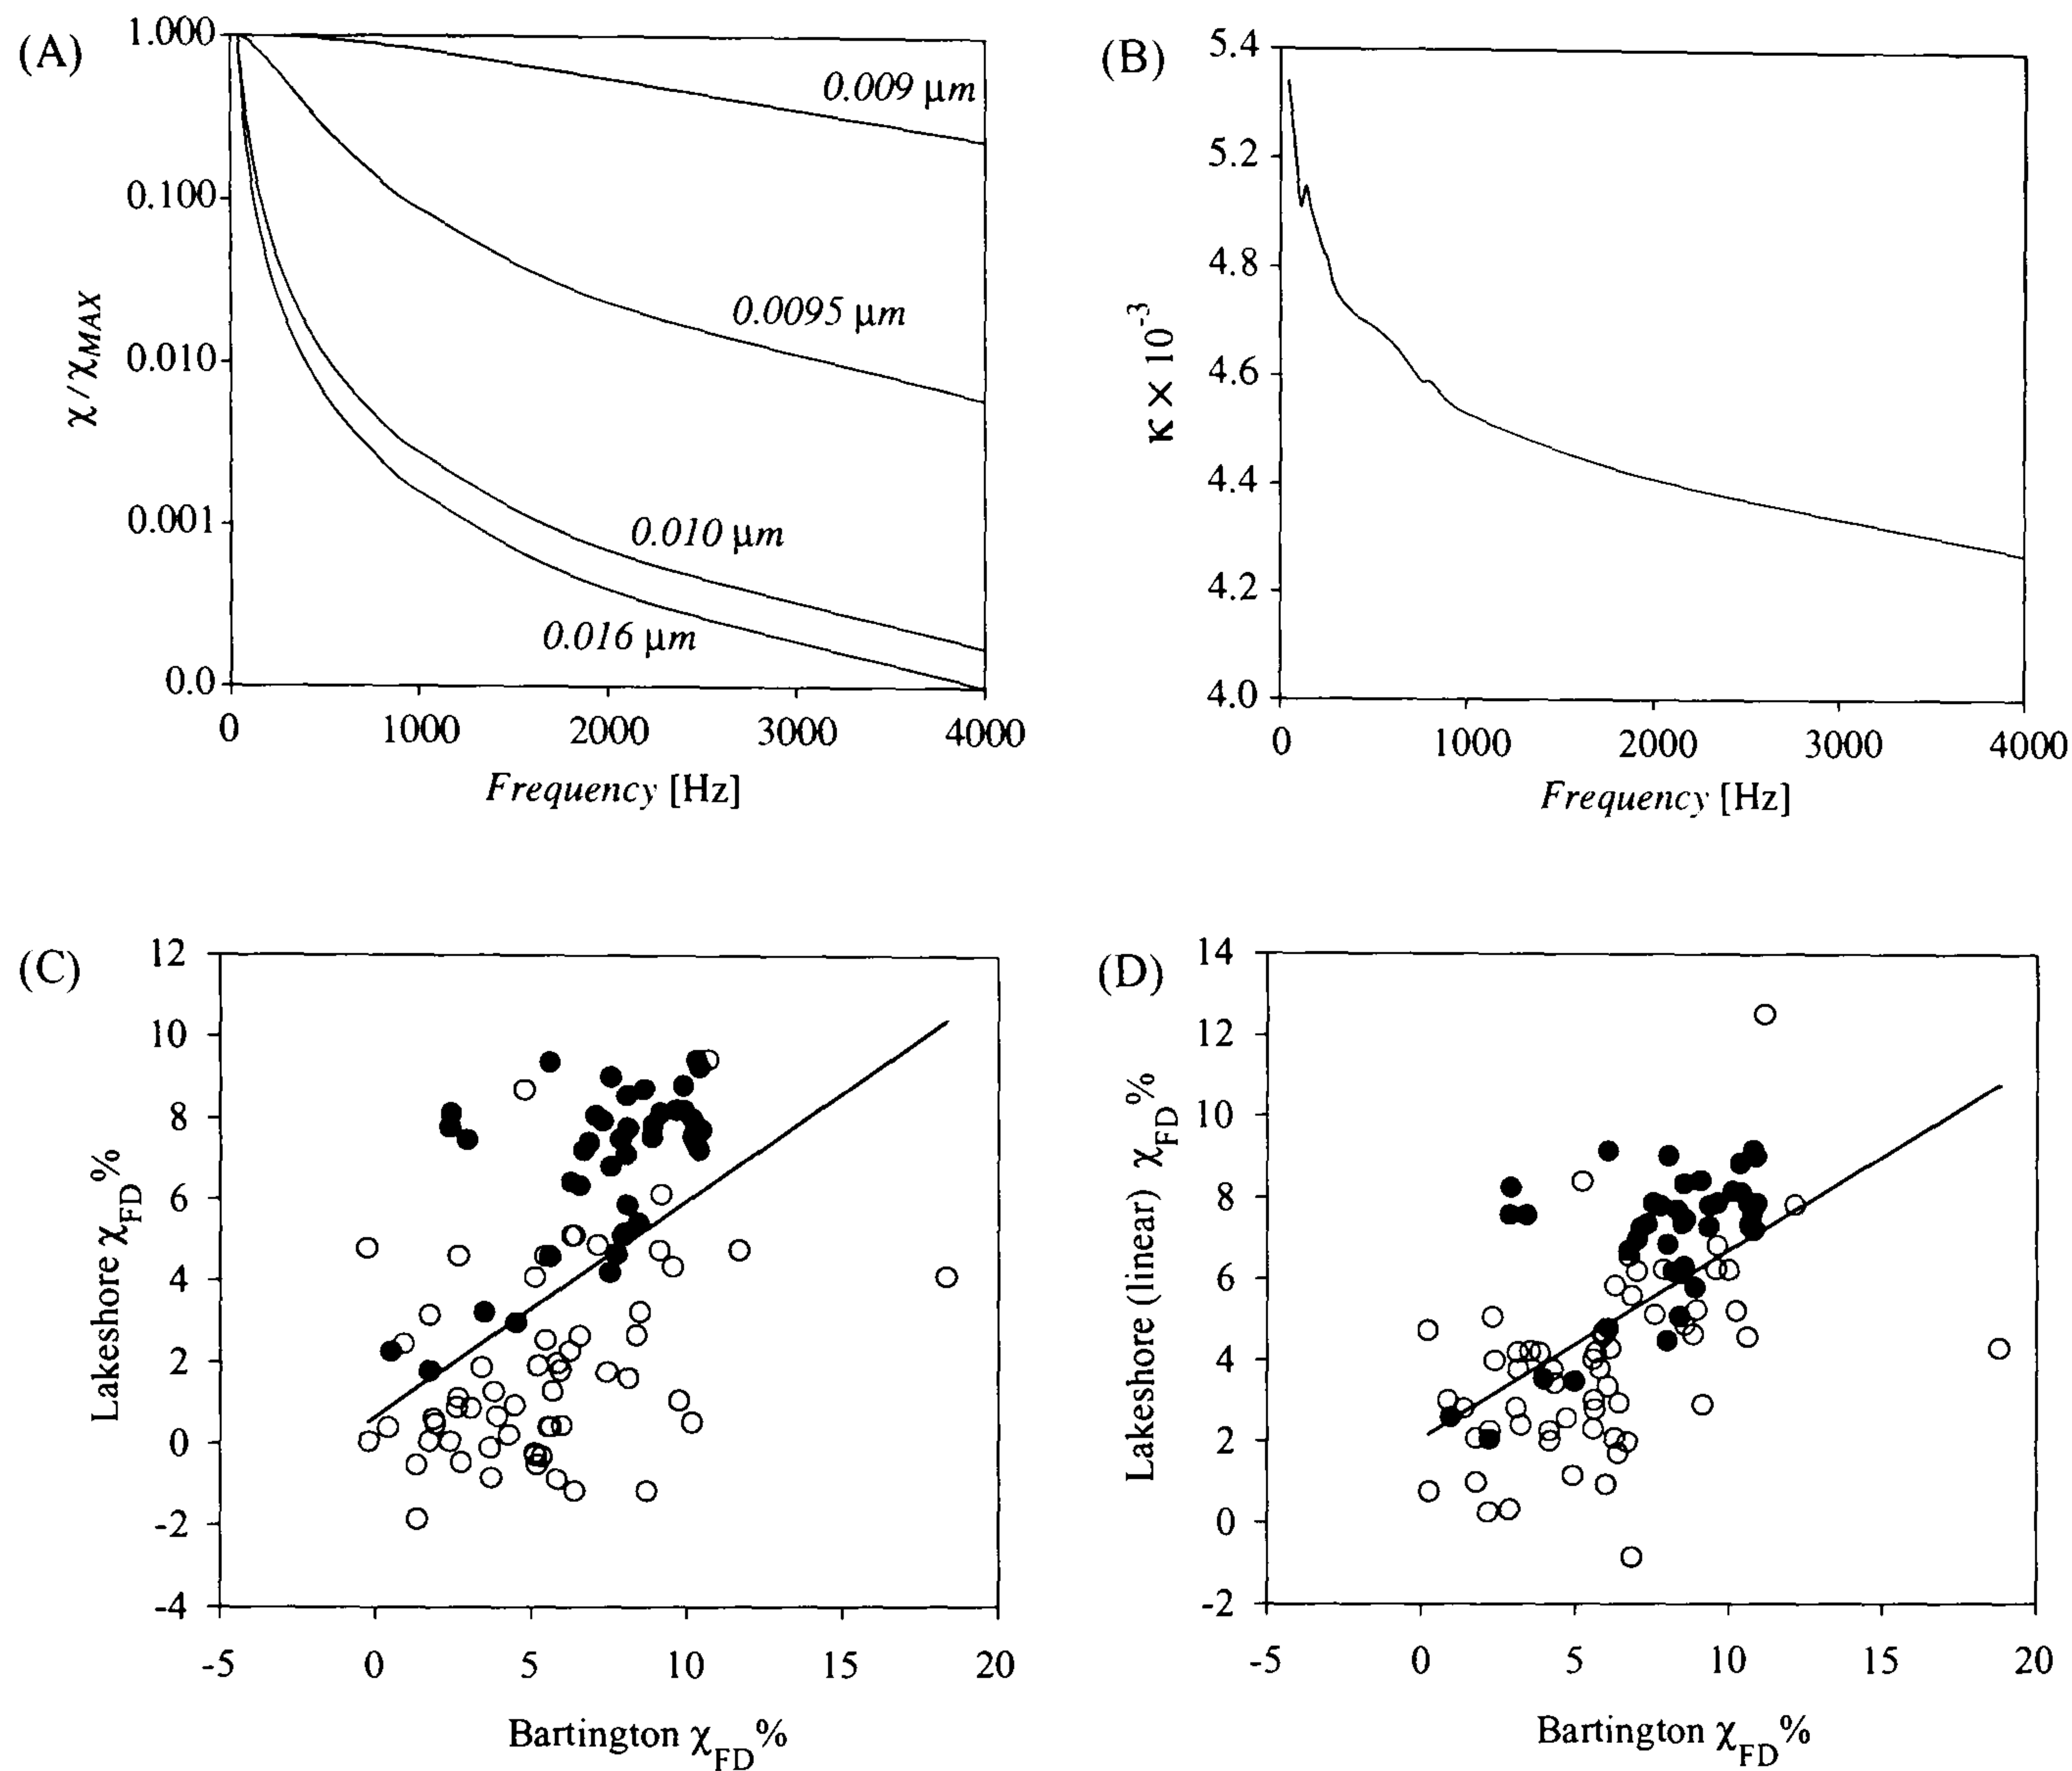 (A)
1.000
0.100
0.010
0.001
0.0
χ/χMAX
0.009 μm
0.0095 μm
0.010 μm
0.016 μm
0 1000 2000 3000 4000
Frequency [Hz]
(B)
5.4
5.2
4.8
4.6
4.4
4.2
4.0
κ × 10⁻³
0 1000 2000 3000 4000
Frequency [Hz]
(C)
12
10
8
6
4
2
0
-2
-4
Lakeshore χFD%
-5 0 5 10 15 20
Bartington χFD%
(D)
14
12
10
8
6
4
2
0
-2
Lakeshore (linear) χFD%
-5 0 5 10 15 20
Bartington χFD%